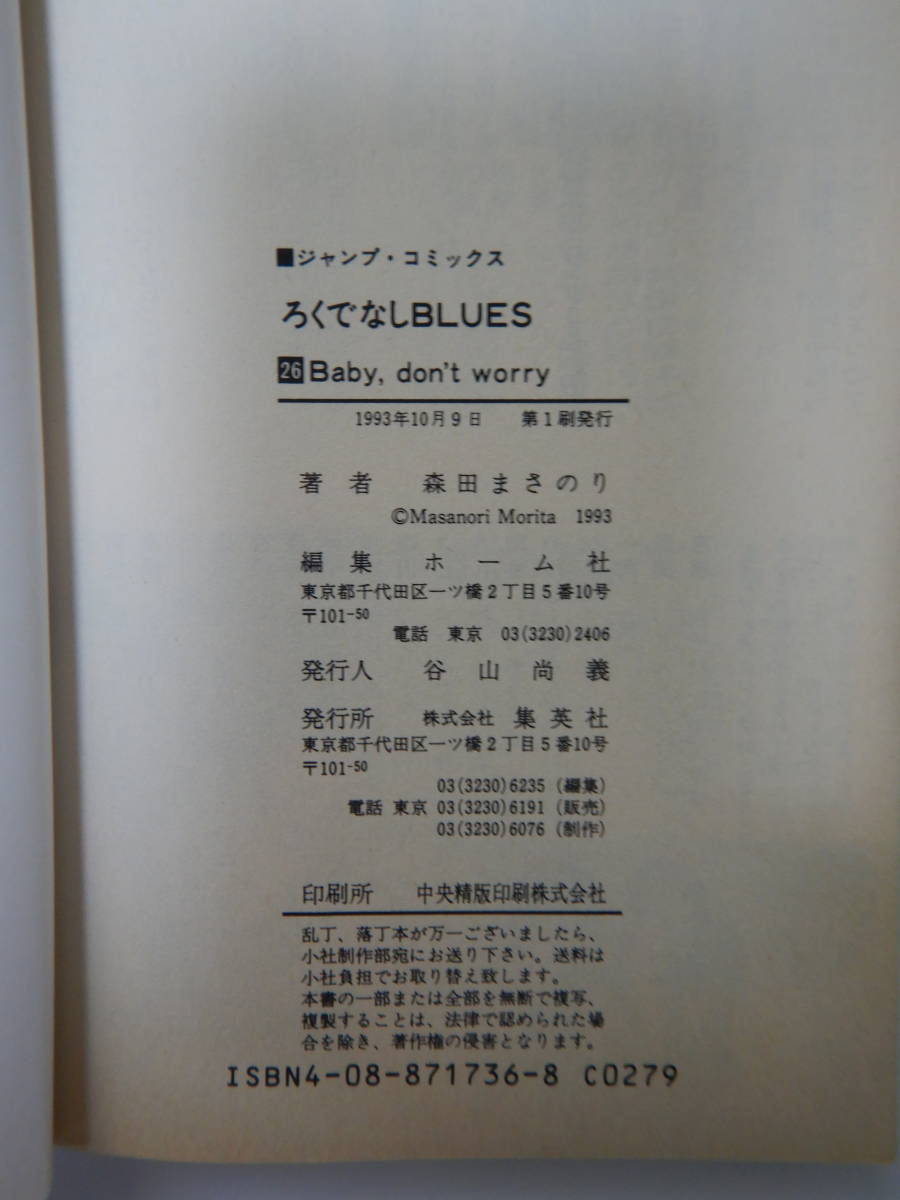 ■ジャンプ・コミックス
ろくでなしBLUES
26 Baby, don't worry
1993年10月9日 第1刷発行
著者 森田まさのり
©Masanori Morita 1993
編集 ホーム社
東京都千代田区一ツ橋2丁目5番10号
〒101-50
電話 東京 03(3230)2406
発行人 谷山尚義
発行所 株式会社 集英社
東京都千代田区一ツ橋2丁目5番10号
〒101-50
03(3230)6235 (編集)
電話 東京 03(3230)6191 (販売)
03(3230)6076 (制作)
印刷所 中央精版印刷株式会社
乱丁、落丁本が万一ございましたら、
小社制作部宛にお送り下さい。送料は
小社負担でお取り替え致します。
本書の一部または全部を無断で複写、
複製することは、法律で認められた場
合を除き、著作権の侵害となります。
ISBN4-08-871736-8 C0279